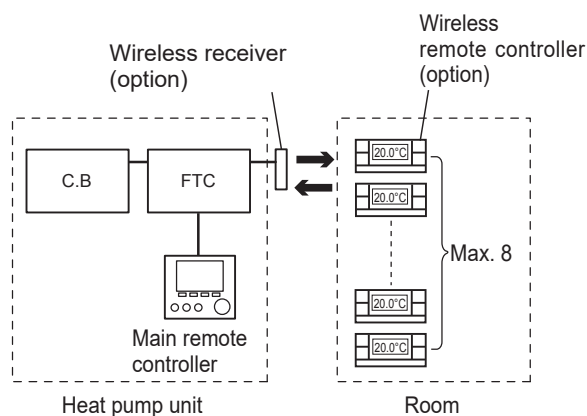 Wireless receiver
(option)
Wireless
remote controller
(option)
C.B
FTC
Main remote
controller
20.0°C
20.0°C
20.0°C
20.0°C
Max. 8
Heat pump unit
Room